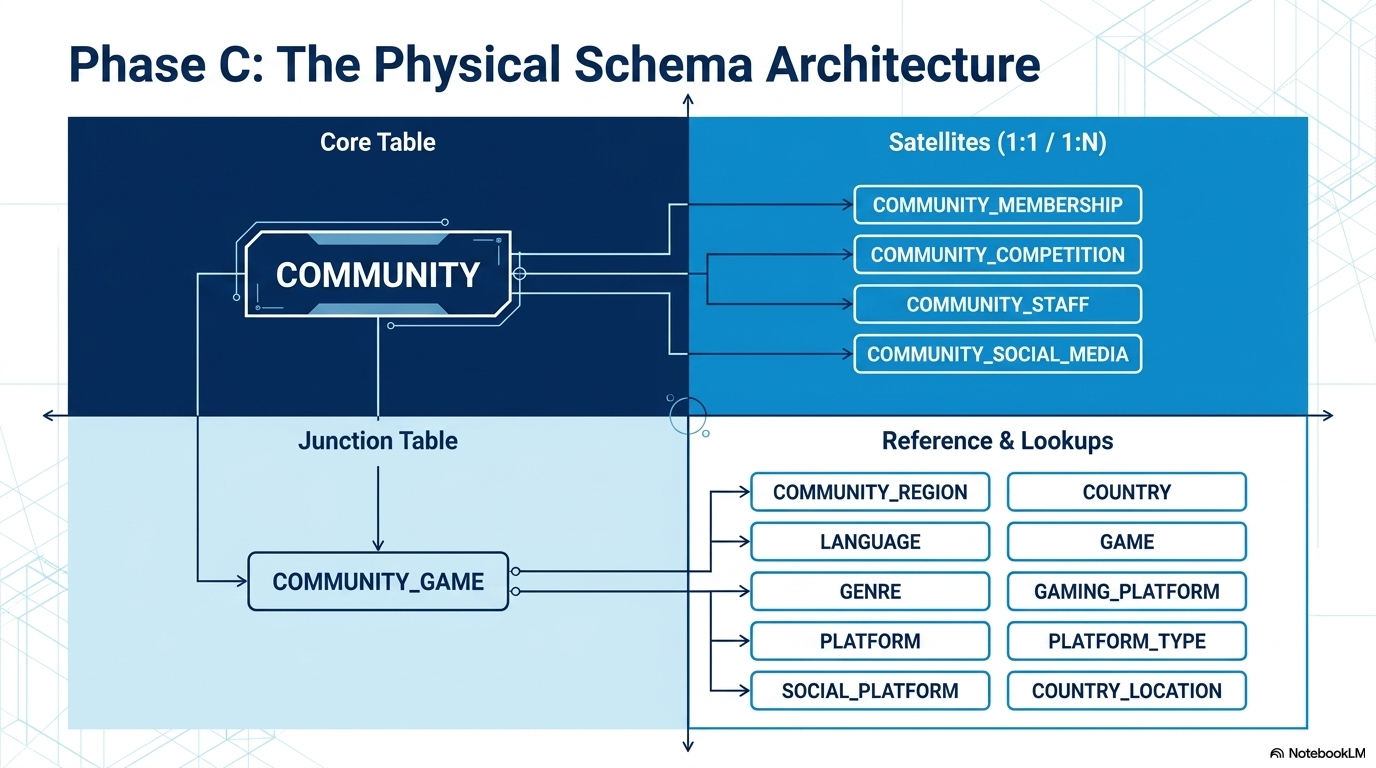 Phase C: The Physical Schema Architecture
Core Table
COMMUNITY
Satellites (1:1 / 1:N)
COMMUNITY_MEMBERSHIP
COMMUNITY_COMPETITION
COMMUNITY_STAFF
COMMUNITY_SOCIAL_MEDIA
Junction Table
COMMUNITY_GAME
Reference & Lookups
COMMUNITY_REGION
COUNTRY
LANGUAGE
GAME
GENRE
GAMING_PLATFORM
PLATFORM
PLATFORM_TYPE
SOCIAL_PLATFORM
COUNTRY_LOCATION
NotebookLM